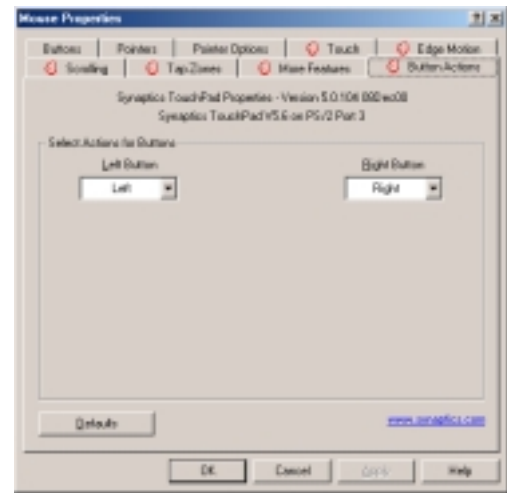 Mouse Properties
Buttons Pointers Pointer Options Touch Edge Motion
Scrolling Tap Zones More Features Button Actions
Synaptics TouchPad Properties - Version 5.0.104
Synaptics TouchPad V5.6 on PS/2 Port 3
Select Actions for Buttons
Left Button Right Button
Left Right
Defaults www.synaptics.com
OK Cancel Apply Help